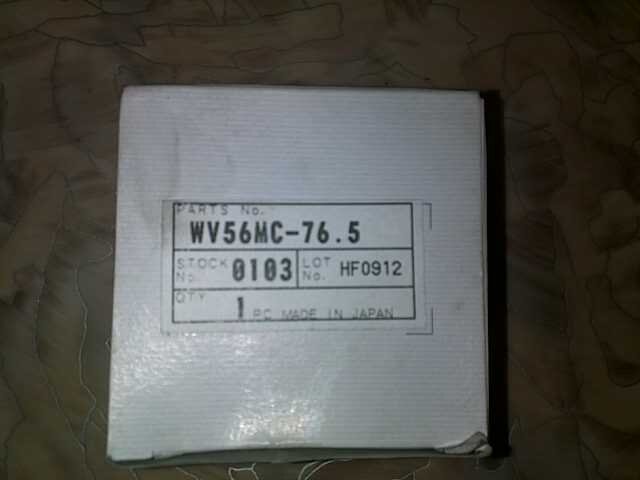 PARTS No.
WV56MC-76.5
STOCK No. 0103 LOT No. HF0912
QTY
1 PC MADE IN JAPAN